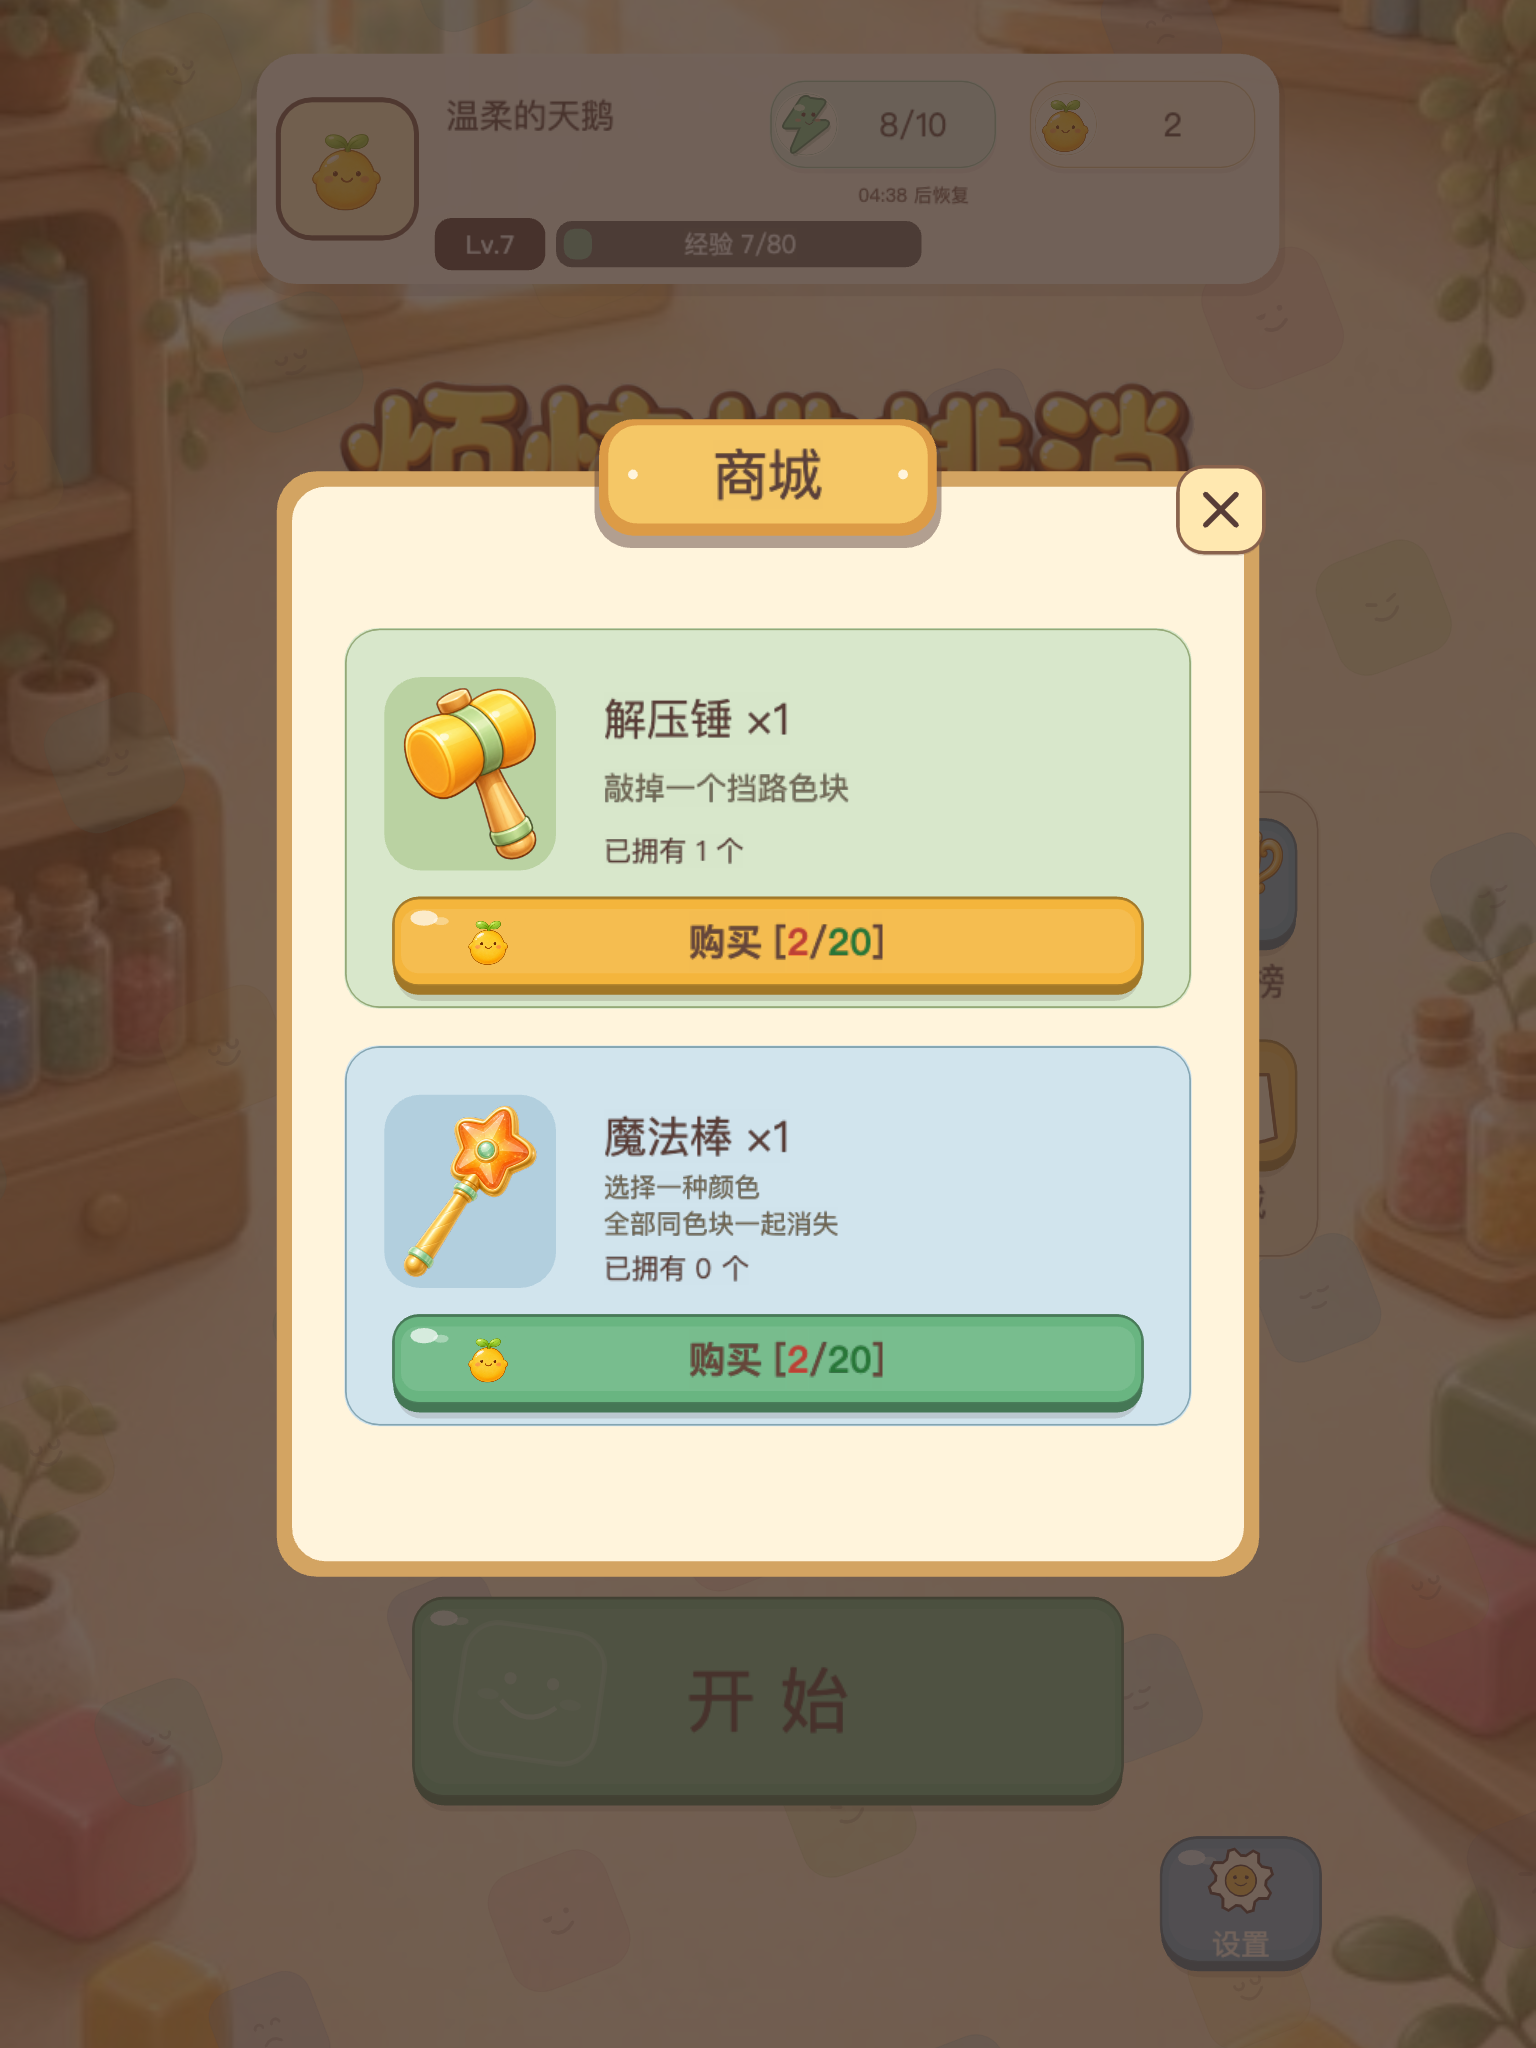 温柔的天鹅
8/10
2
04:38 后恢复
Lv.7
经验 7/80
商城
解压锤 ×1
敲掉一个挡路色块
已拥有 1 个
购买 [2/20]
魔法棒 ×1
选择一种颜色
全部同色块一起消失
已拥有 0 个
购买 [2/20]
榜
开始
设置